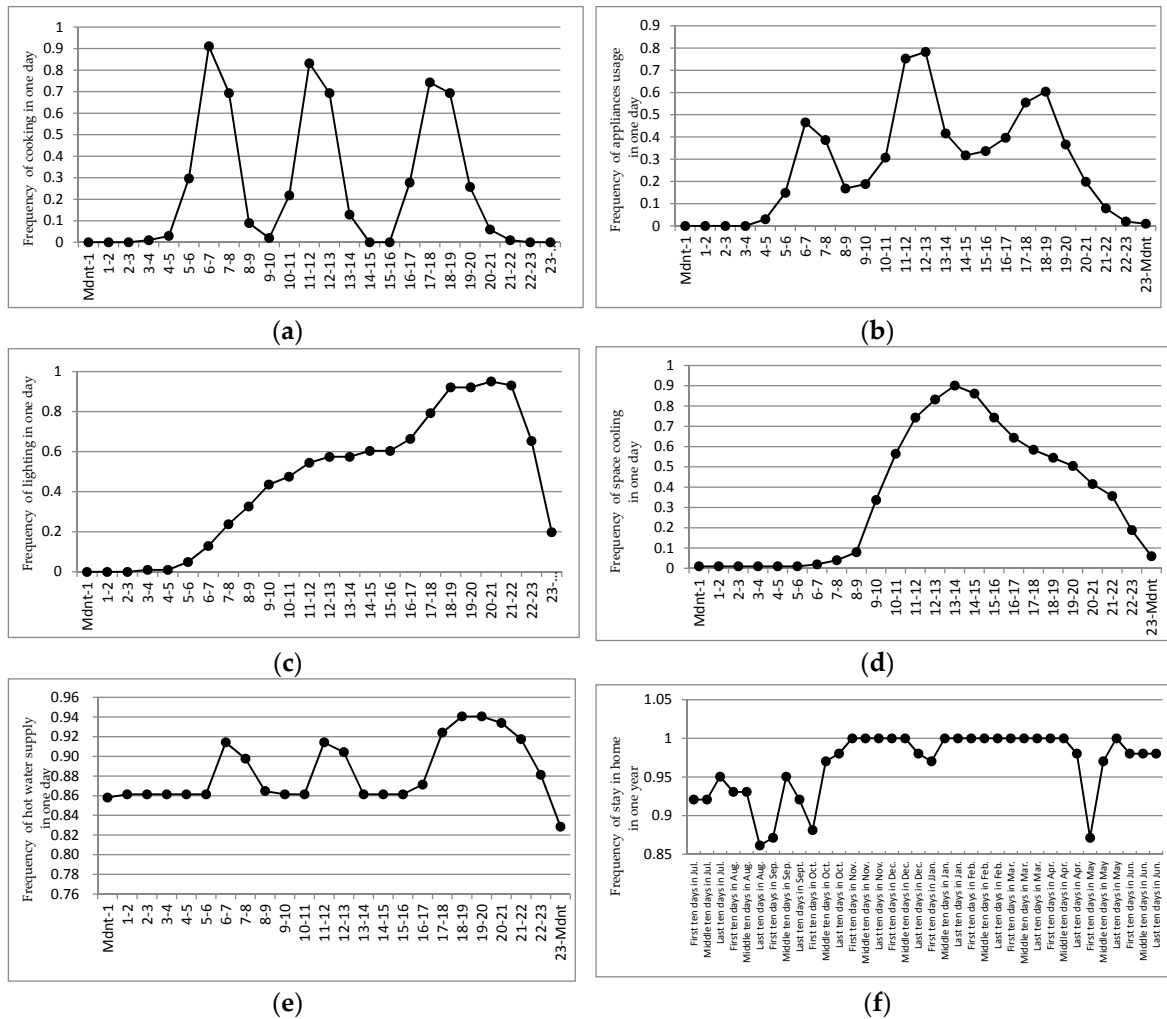 Frequency of cooking in one day
1
0.9
0.8
0.7
0.6
0.5
0.4
0.3
0.2
0.1
0
Mdnt-1
1-2
2-3
3-4
4-5
5-6
6-7
7-8
8-9
9-10
10-11
11-12
12-13
13-14
14-15
15-16
16-17
17-18
18-19
19-20
20-21
21-22
22-23
23-...
(a)
Frequency of appliances usage
in one day
0.9
0.8
0.7
0.6
0.5
0.4
0.3
0.2
0.1
0
Mdnt-1
1-2
2-3
3-4
4-5
5-6
6-7
7-8
8-9
9-10
10-11
11-12
12-13
13-14
14-15
15-16
16-17
17-18
18-19
19-20
20-21
21-22
22-23
23-Mdnt
(b)
Frequency of lighting in one day
1
0.8
0.6
0.4
0.2
0
Mdnt-1
1-2
2-3
3-4
4-5
5-6
6-7
7-8
8-9
9-10
10-11
11-12
12-13
13-14
14-15
15-16
16-17
17-18
18-19
19-20
20-21
21-22
22-23
23-...
(c)
Frequency of space cooling
in one day
1
0.9
0.8
0.7
0.6
0.5
0.4
0.3
0.2
0.1
0
Mdnt-1
1-2
2-3
3-4
4-5
5-6
6-7
7-8
8-9
9-10
10-11
11-12
12-13
13-14
14-15
15-16
16-17
17-18
18-19
19-20
20-21
21-22
22-23
23-Mdnt
(d)
Frequency of hot water supply
in one day
0.96
0.94
0.92
0.90
0.88
0.86
0.84
0.82
0.80
0.78
0.76
Mdnt-1
1-2
2-3
3-4
4-5
5-6
6-7
7-8
8-9
9-10
10-11
11-12
12-13
13-14
14-15
15-16
16-17
17-18
18-19
19-20
20-21
21-22
22-23
23-Mdnt
(e)
Frequency of stay in home
in one year
1.05
1
0.95
0.9
0.85
First ten days in Jul.
Middle ten days in Jul.
Last ten days in Jul.
First ten days in Aug.
Middle ten days in Aug.
Last ten days in Aug.
First ten days in Sep.
Middle ten days in Sep.
Last ten days in Sept.
First ten days in Oct.
Middle ten days in Oct.
Last ten days in Oct.
First ten days in Nov.
Middle ten days in Nov.
Last ten days in Nov.
First ten days in Dec.
Middle ten days in Dec.
Last ten days in Dec.
First ten days in JJan.
Middle ten days in Jan.
Last ten days in Jan.
First ten days in Feb.
Middle ten days in Feb.
Last ten days in Feb.
First ten days in Mar.
Middle ten days in Mar.
Last ten days in Mar.
First ten days in Apr.
Middle ten days in Apr.
Last ten days in Apr.
First ten days in May
Middle ten days in May
Last ten days in May
First ten days in Jun.
Middle ten days in Jun.
Last ten days in Jun.
(f)